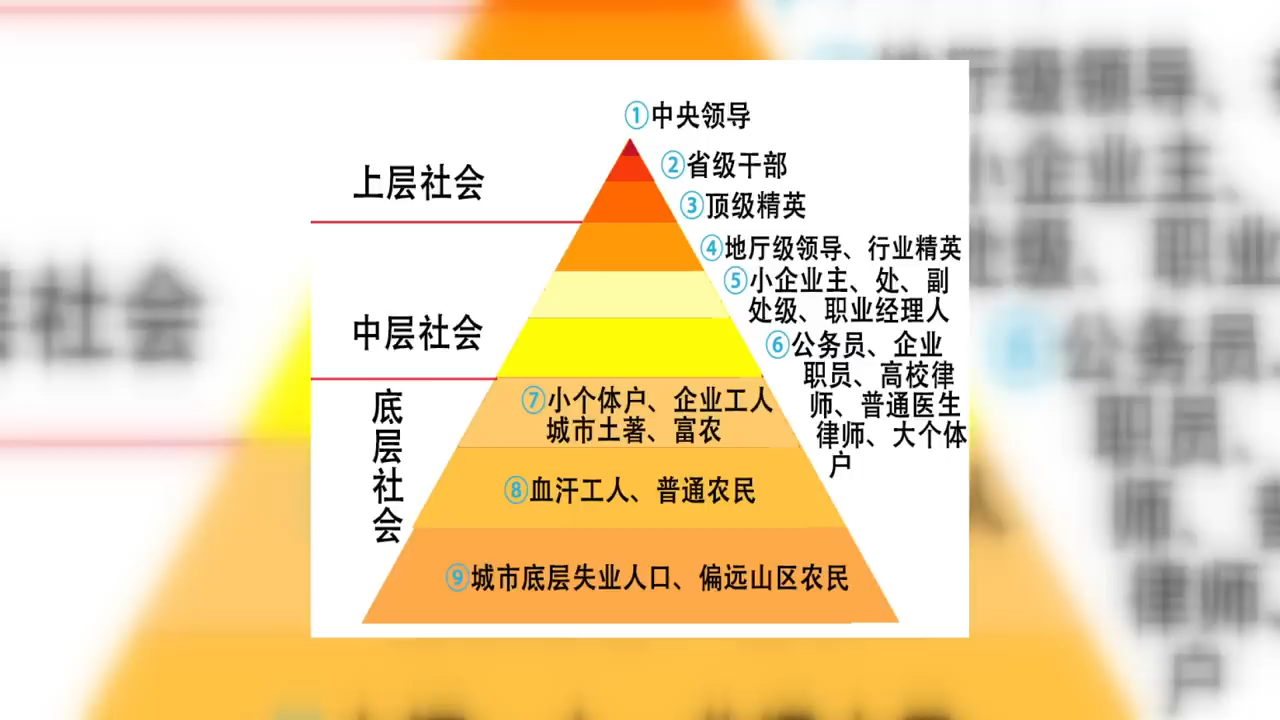 ①中央领导
②省级干部
上层社会
③顶级精英
④地厅级领导、行业精英
⑤小企业主、处、副
处级、职业经理人
中层社会
⑥公务员、企业
职员、高校律
师、普通医生
律师、大个体
户
底层社会
⑦小个体户、企业工人
城市土著、富农
⑧血汗工人、普通农民
⑨城市底层失业人口、偏远山区农民